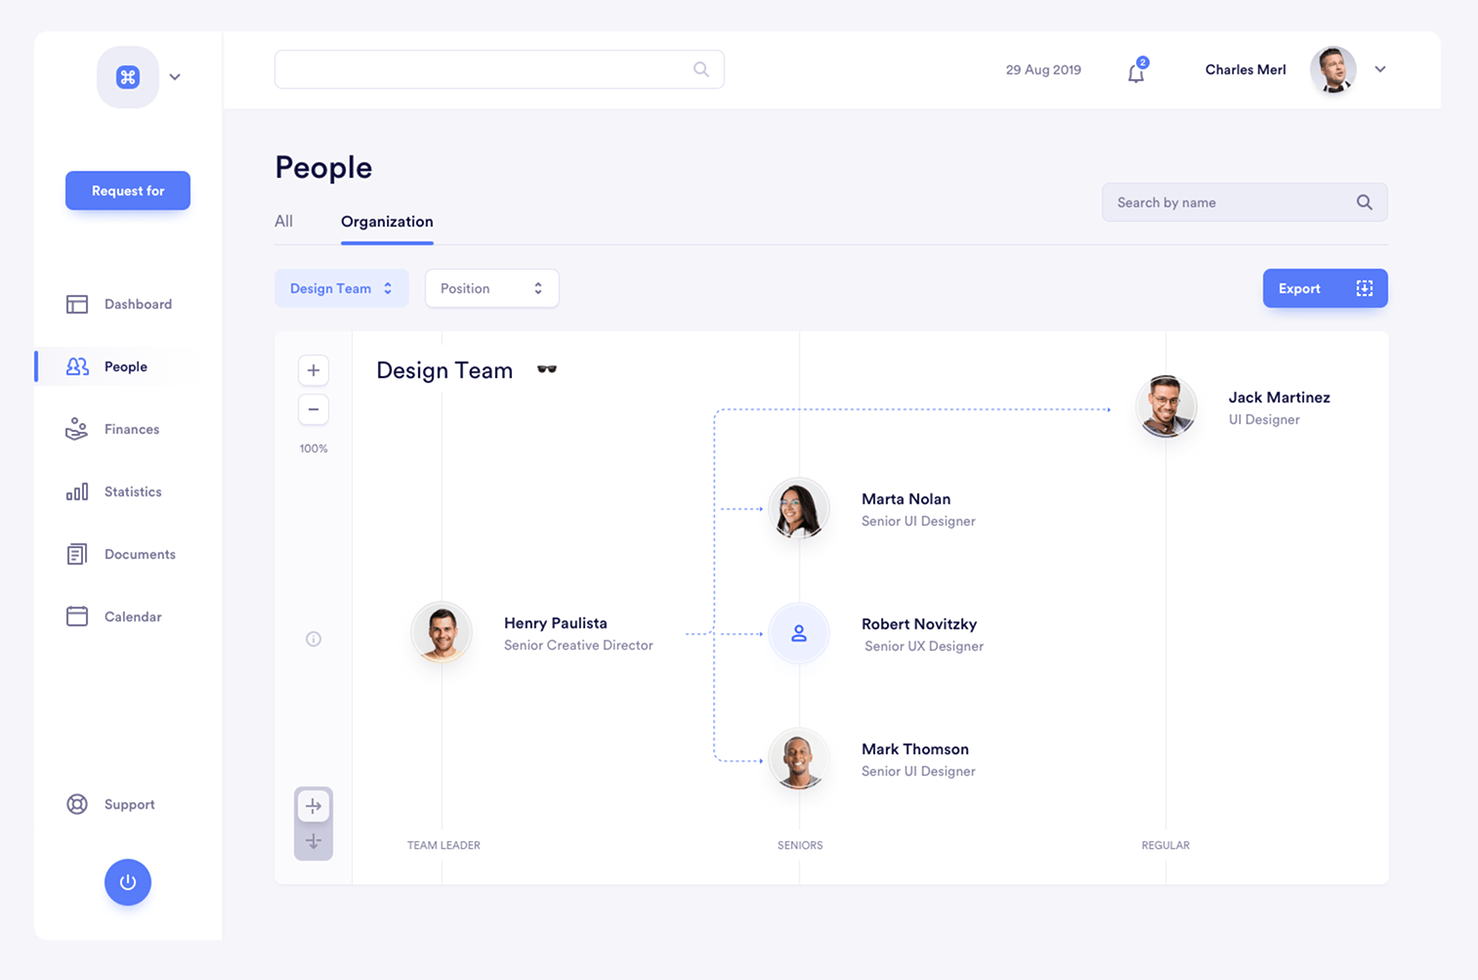 29 Aug 2019
2
Charles Merl
Request for
People
Search by name
All
Organization
Design Team
Position
Export
Dashboard
People
Finances
Statistics
Documents
Calendar
Support
100%
Design Team
Jack Martinez
UI Designer
Marta Nolan
Senior UI Designer
Henry Paulista
Senior Creative Director
Robert Novitzky
Senior UX Designer
Mark Thomson
Senior UI Designer
TEAM LEADER
SENIORS
REGULAR